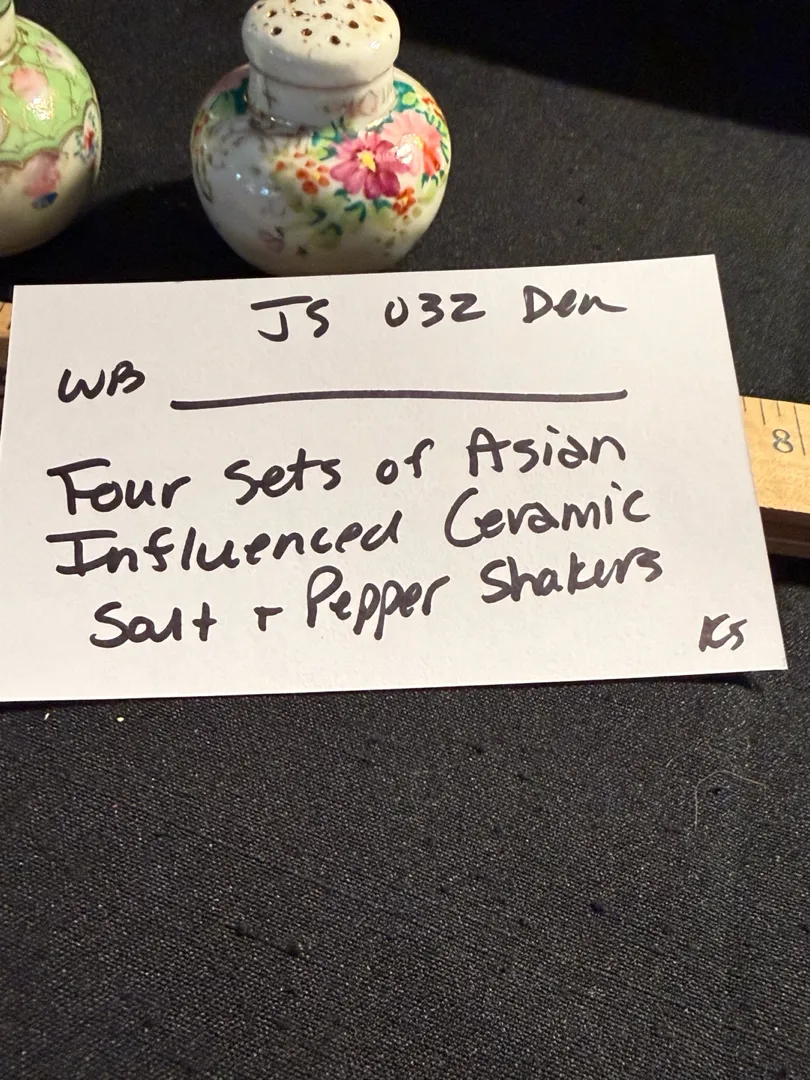 JS 032 Den
WB
Four Sets of Asian
Influenced Ceramic
Salt + Pepper Shakers
KS
8